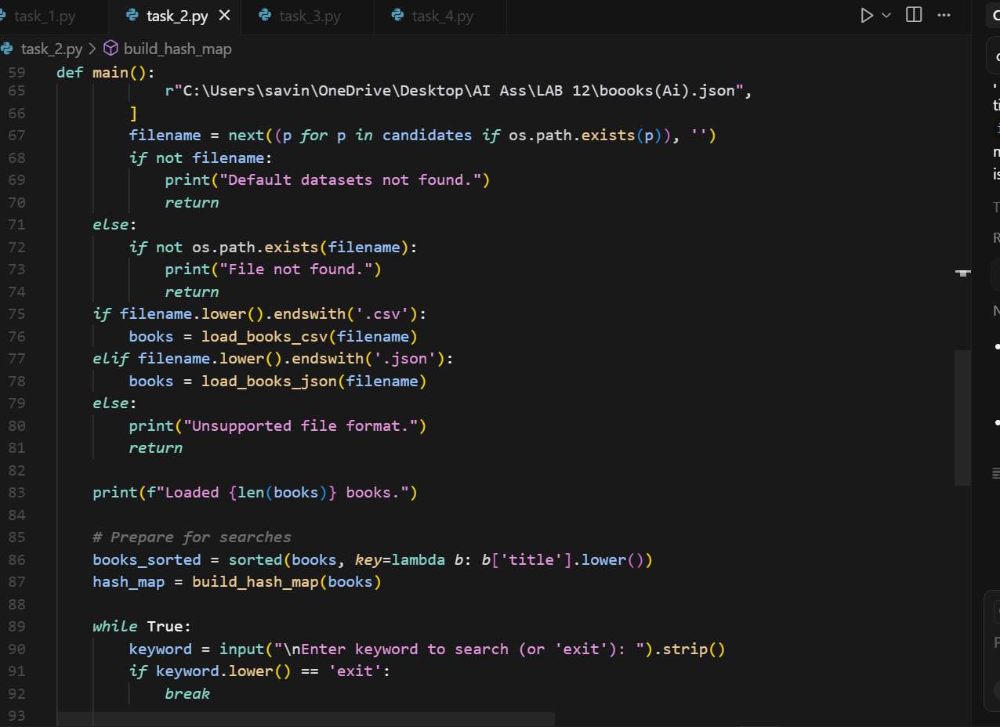 task_1.py task_2.py task_3.py task_4.py
task_2.py > build_hash_map
59 def main():
65 r"C:\Users\savin\OneDrive\Desktop\AI Ass\LAB 12\boooks(Ai).json",
66 ]
67 filename = next((p for p in candidates if os.path.exists(p)), '')
68 if not filename:
69 print("Default datasets not found.")
70 return
71 else:
72 if not os.path.exists(filename):
73 print("File not found.")
74 return
75 if filename.lower().endswith('.csv'):
76 books = load_books_csv(filename)
77 elif filename.lower().endswith('.json'):
78 books = load_books_json(filename)
79 else:
80 print("Unsupported file format.")
81 return
82
83 print(f"Loaded {len(books)} books.")
84
85 # Prepare for searches
86 books_sorted = sorted(books, key=lambda b: b['title'].lower())
87 hash_map = build_hash_map(books)
88
89 while True:
90 keyword = input("\nEnter keyword to search (or 'exit'): ").strip()
91 if keyword.lower() == 'exit':
92 break
93